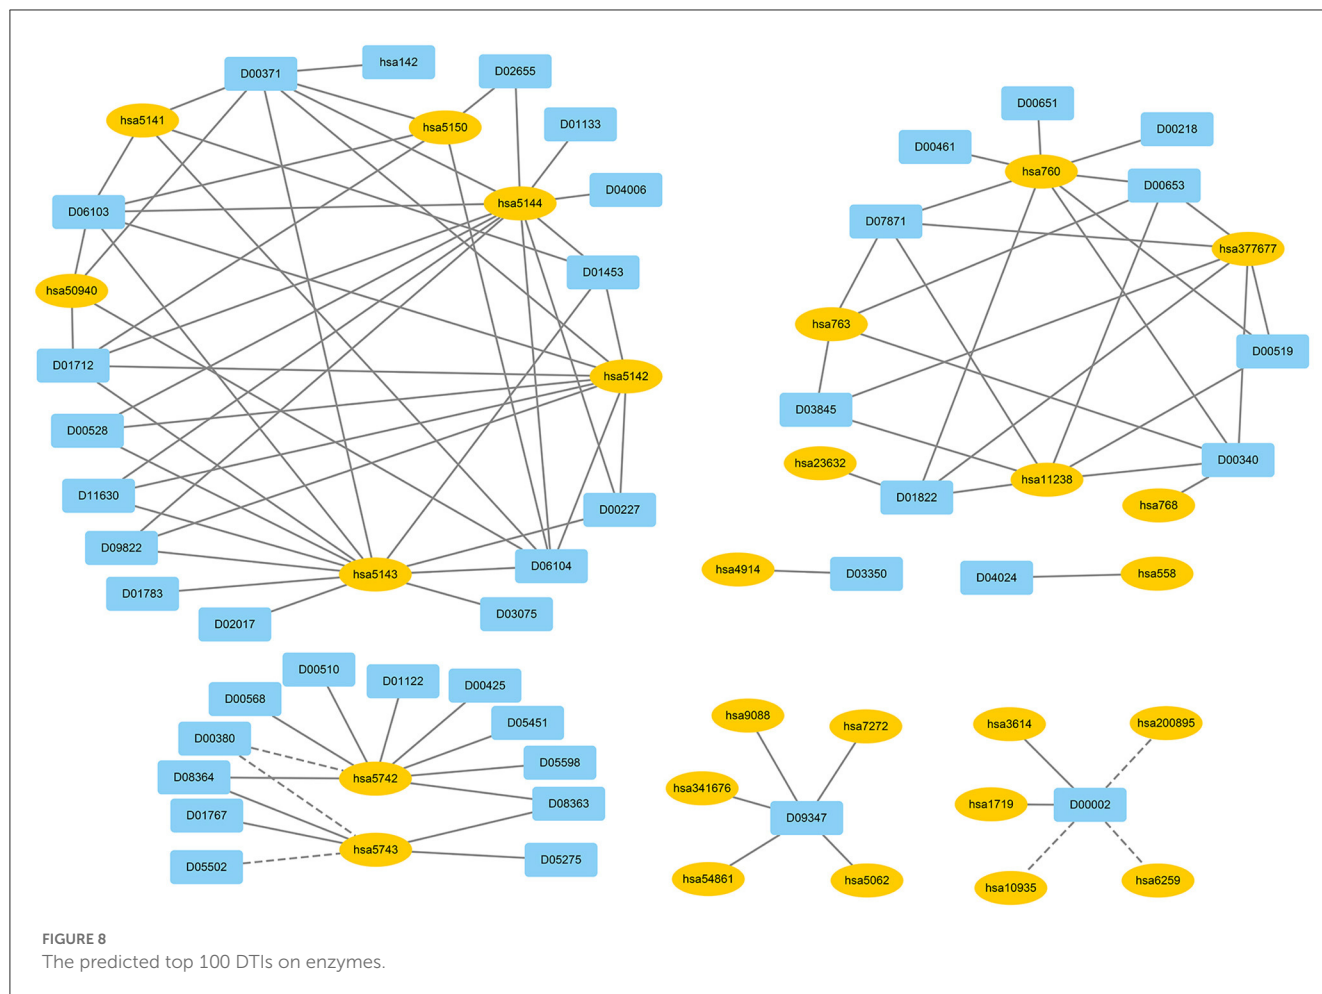 D00371
hsa142
D02655
hsa5141
hsa5150
D01133
D04006
D06103
hsa5144
D01453
hsa50940
D01712
hsa5142
D00528
D11630
D00227
D09822
hsa5143
D06104
D01783
D02017
D03075
D00651
D00461
D00218
hsa760
D00653
D07871
hsa377677
hsa763
D00519
D03845
hsa23632
D00340
D01822
hsa11238
hsa768
hsa4914
D03350
D04024
hsa558
D00510
D01122
D00425
D00568
D05451
D00380
D05598
D08364
hsa5742
D08363
D01767
hsa5743
D05502
D05275
hsa9088
hsa7272
hsa341676
D09347
hsa54861
hsa5062
hsa3614
hsa200895
hsa1719
D00002
hsa10935
hsa6259
FIGURE 8
The predicted top 100 DTIs on enzymes.